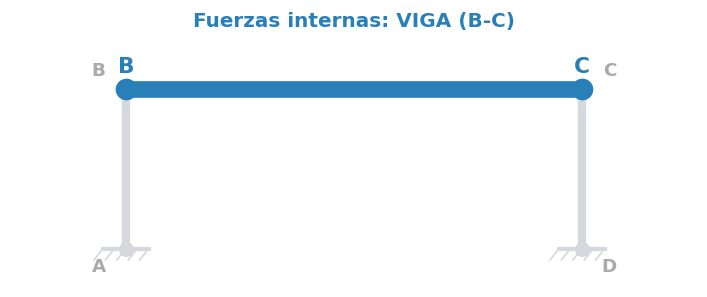 Fuerzas internas: VIGA (B-C)
B B C C
A D